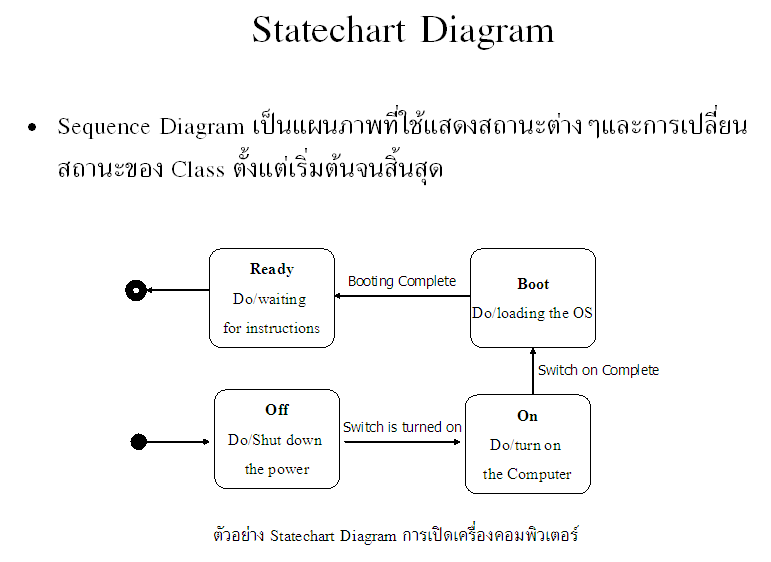 Statechart Diagram
• Sequence Diagram เป็นแผนภาพที่ใช้แสดงสถานะต่างๆและการเปลี่ยน
สถานะของ Class ตั้งแต่เริ่มต้นจนสิ้นสุด
Ready
Do/waiting
for instructions
Booting Complete
Boot
Do/loading the OS
Switch on Complete
Off
Do/Shut down
the power
Switch is turned on
On
Do/turn on
the Computer
ตัวอย่าง Statechart Diagram การเปิดเครื่องคอมพิวเตอร์